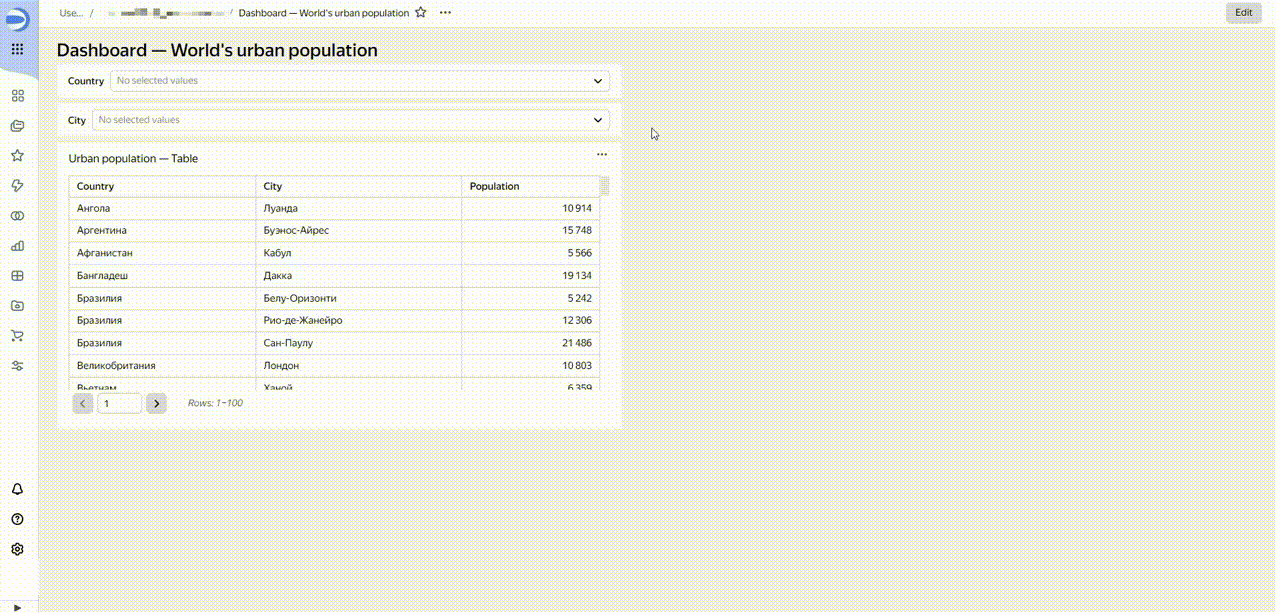 Use... / / Dashboard — World's urban population Edit
Dashboard — World's urban population
Country No selected values
City No selected values
Urban population — Table
Country City Population
Ангола Луанда 10 914
Аргентина Буэнос-Айрес 15 748
Афганистан Кабул 5 566
Бангладеш Дакка 19 134
Бразилия Белу-Оризонти 5 242
Бразилия Рио-де-Жанейро 12 306
Бразилия Сан-Паулу 21 486
Великобритания Лондон 10 803
Вьетнам Ханой 6 359
1 Rows: 1−100